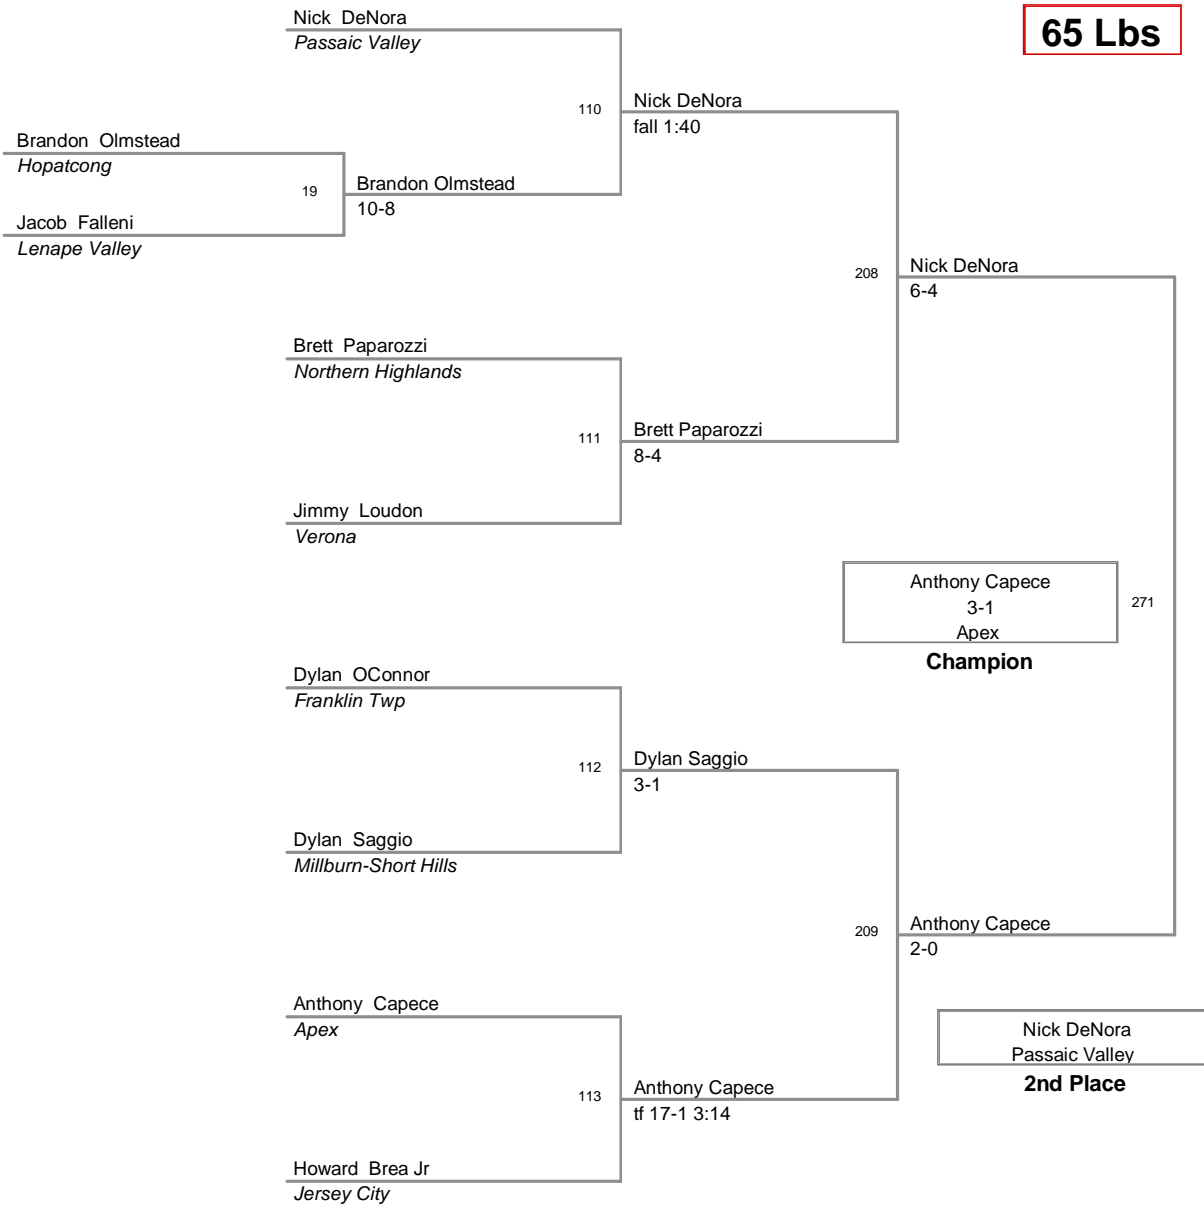 65 Lbs
Nick DeNora
Passaic Valley
110
Nick DeNora
fall 1:40
Brandon Olmstead
Hopatcong
19
Brandon Olmstead
10-8
Jacob Falleni
Lenape Valley
208
Nick DeNora
6-4
Brett Paparozzi
Northern Highlands
111
Brett Paparozzi
8-4
Jimmy Loudon
Verona
Anthony Capece
3-1
Apex
271
Champion
Dylan OConnor
Franklin Twp
112
Dylan Saggio
3-1
Dylan Saggio
Millburn-Short Hills
209
Anthony Capece
2-0
Anthony Capece
Apex
Nick DeNora
Passaic Valley
2nd Place
113
Anthony Capece
tf 17-1 3:14
Howard Brea Jr
Jersey City